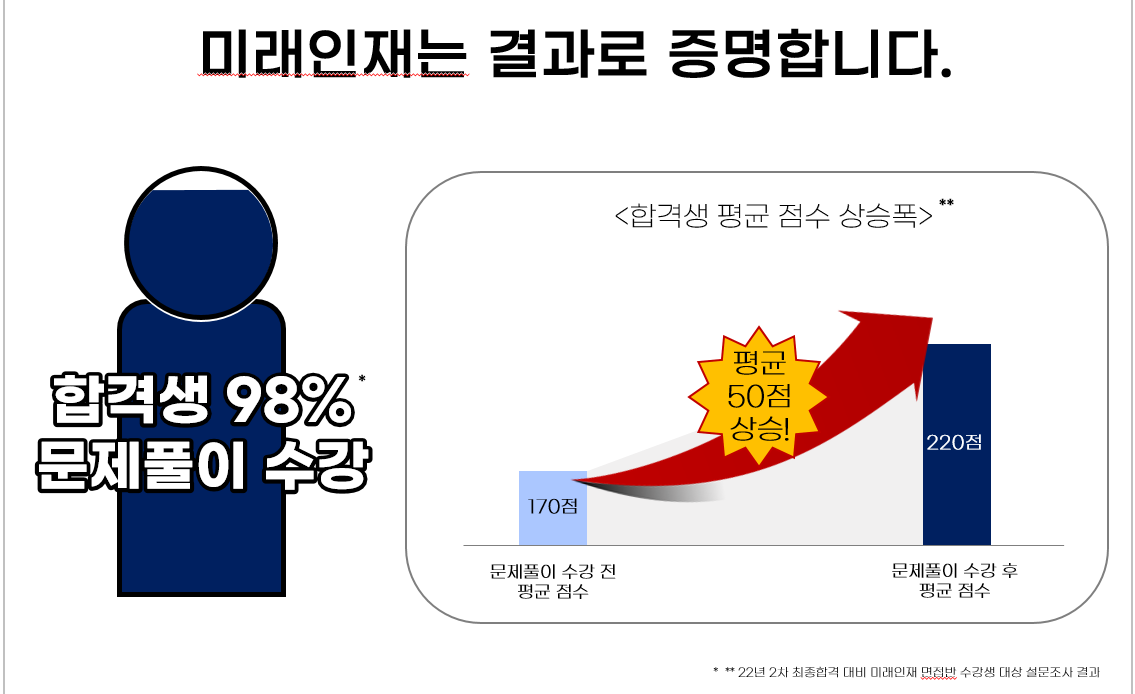 미래인재는 결과로 증명합니다.
합격생 98%*
문제풀이 수강
<합격생 평균 점수 상승폭>**
평균
50점
상승!
170점
220점
문제풀이 수강 전
평균 점수
문제풀이 수강 후
평균 점수
* ** 22년 2차 최종합격 대비 미래인재 면접반 수강생 대상 설문조사 결과